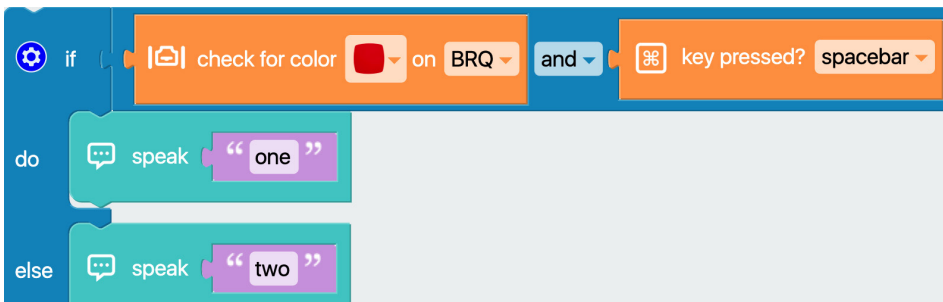 if check for color on BRQ and ⌘ key pressed? spacebar
do speak “ one ”
else speak “ two ”